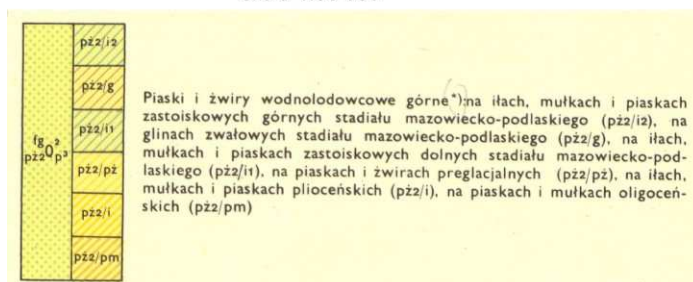 pż2/i2
pż2/g
pż2/i1
fg 2
pż2Qp3
pż2/pż
pż2/i
pż2/pm
Piaski i żwiry wodnolodowcowe górne*):na iłach, mułkach i piaskach
zastoiskowych górnych stadiału mazowiecko-podlaskiego (pż2/i2), na
glinach zwałowych stadiału mazowiecko-podlaskiego (pż2/g), na iłach,
mułkach i piaskach zastoiskowych dolnych stadiału mazowiecko-pod-
laskiego (pż2/i1), na piaskach i żwirach preglacjalnych (pż2/pż), na iłach,
mułkach i piaskach plioceńskich (pż2/i), na piaskach i mułkach oligoceń-
skich (pż2/pm)